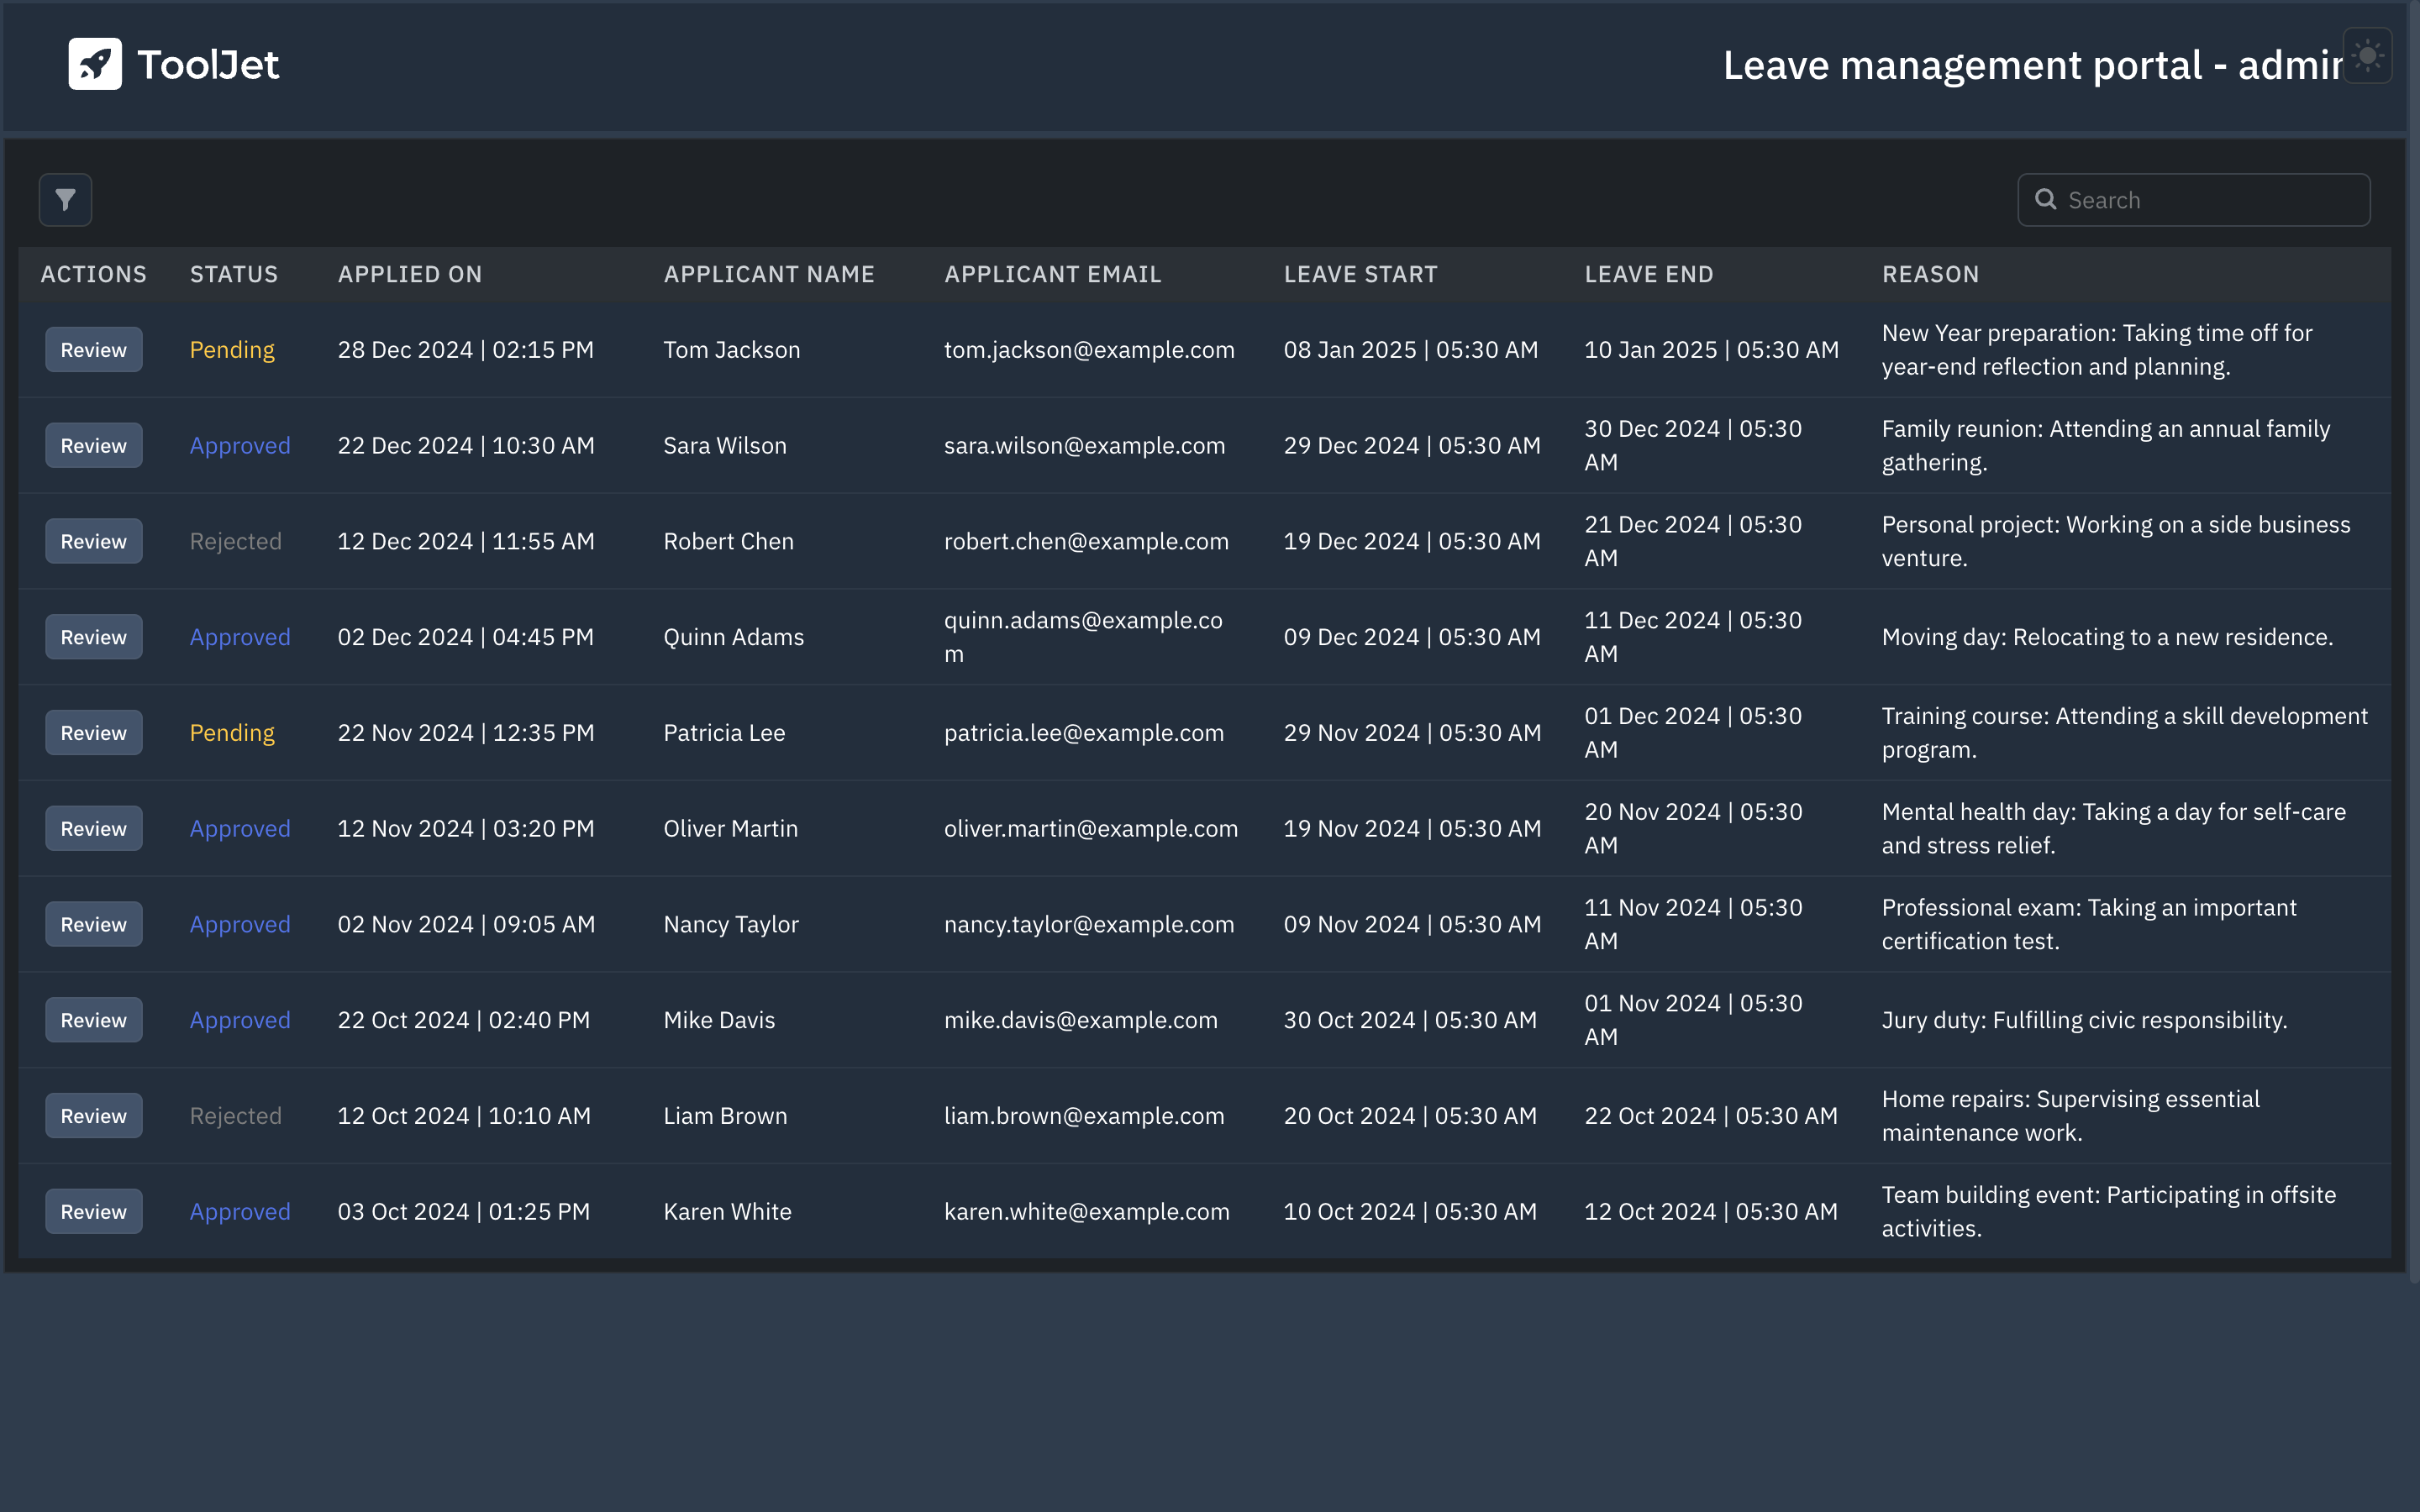 ToolJet
Leave management portal - admin
Search
ACTIONS STATUS APPLIED ON APPLICANT NAME APPLICANT EMAIL LEAVE START LEAVE END REASON
Review Pending 28 Dec 2024 | 02:15 PM Tom Jackson tom.jackson@example.com 08 Jan 2025 | 05:30 AM 10 Jan 2025 | 05:30 AM New Year preparation: Taking time off for
year-end reflection and planning.
Review Approved 22 Dec 2024 | 10:30 AM Sara Wilson sara.wilson@example.com 29 Dec 2024 | 05:30 AM 30 Dec 2024 | 05:30
AM
Family reunion: Attending an annual family
gathering.
Review Rejected 12 Dec 2024 | 11:55 AM Robert Chen robert.chen@example.com 19 Dec 2024 | 05:30 AM 21 Dec 2024 | 05:30
AM
Personal project: Working on a side business
venture.
Review Approved 02 Dec 2024 | 04:45 PM Quinn Adams quinn.adams@example.co
m
09 Dec 2024 | 05:30 AM 11 Dec 2024 | 05:30
AM
Moving day: Relocating to a new residence.
Review Pending 22 Nov 2024 | 12:35 PM Patricia Lee patricia.lee@example.com 29 Nov 2024 | 05:30 AM 01 Dec 2024 | 05:30
AM
Training course: Attending a skill development
program.
Review Approved 12 Nov 2024 | 03:20 PM Oliver Martin oliver.martin@example.com 19 Nov 2024 | 05:30 AM 20 Nov 2024 | 05:30
AM
Mental health day: Taking a day for self-care
and stress relief.
Review Approved 02 Nov 2024 | 09:05 AM Nancy Taylor nancy.taylor@example.com 09 Nov 2024 | 05:30 AM 11 Nov 2024 | 05:30
AM
Professional exam: Taking an important
certification test.
Review Approved 22 Oct 2024 | 02:40 PM Mike Davis mike.davis@example.com 30 Oct 2024 | 05:30 AM 01 Nov 2024 | 05:30
AM
Jury duty: Fulfilling civic responsibility.
Review Rejected 12 Oct 2024 | 10:10 AM Liam Brown liam.brown@example.com 20 Oct 2024 | 05:30 AM 22 Oct 2024 | 05:30 AM Home repairs: Supervising essential
maintenance work.
Review Approved 03 Oct 2024 | 01:25 PM Karen White karen.white@example.com 10 Oct 2024 | 05:30 AM 12 Oct 2024 | 05:30 AM Team building event: Participating in offsite
activities.